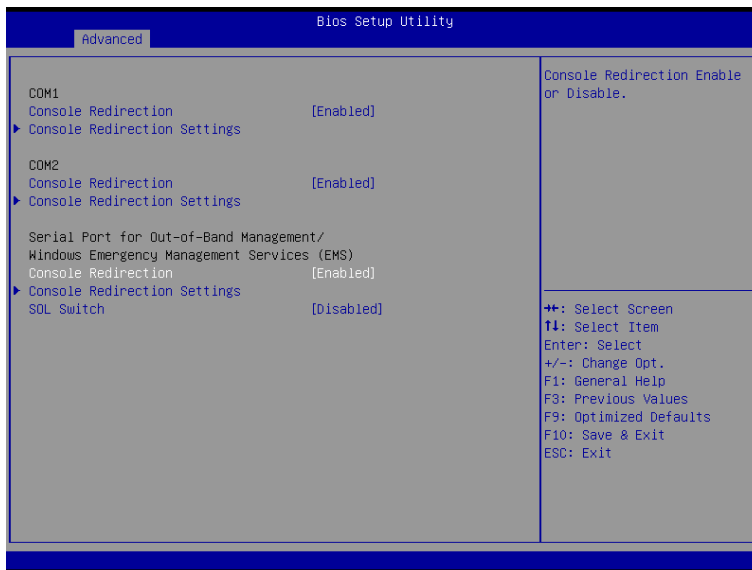 Bios Setup Utility
Advanced
COM1
Console Redirection [Enabled]
Console Redirection Settings
COM2
Console Redirection [Enabled]
Console Redirection Settings
Serial Port for Out-of-Band Management/
Windows Emergency Management Services (EMS)
Console Redirection [Enabled]
Console Redirection Settings
SOL Switch [Disabled]
Console Redirection Enable
or Disable.
→←: Select Screen
↑↓: Select Item
Enter: Select
+/-: Change Opt.
F1: General Help
F3: Previous Values
F9: Optimized Defaults
F10: Save & Exit
ESC: Exit